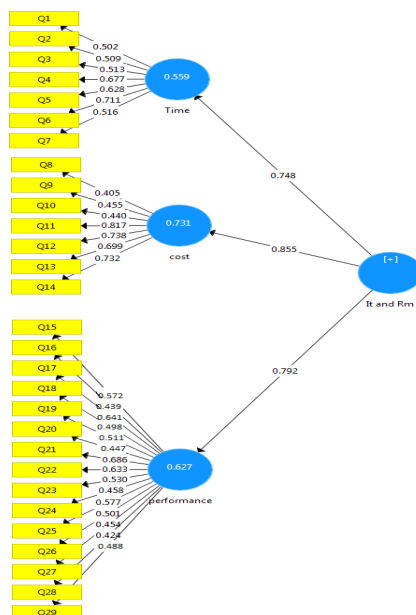 Q1
Q2
Q3
Q4
Q5
Q6
Q7
0.502
0.509
0.513
0.677
0.628
0.711
0.516
0.559
Time
0.748
Q8
Q9
Q10
Q11
Q12
Q13
Q14
0.405
0.455
0.440
0.817
0.738
0.699
0.732
0.731
cost
0.855
[+]
It and Rm
0.792
Q15
Q16
Q17
Q18
Q19
Q20
Q21
Q22
Q23
Q24
Q25
Q26
Q27
Q28
Q29
0.572
0.439
0.641
0.498
0.511
0.447
0.686
0.633
0.530
0.458
0.577
0.501
0.454
0.424
0.488
0.627
performance